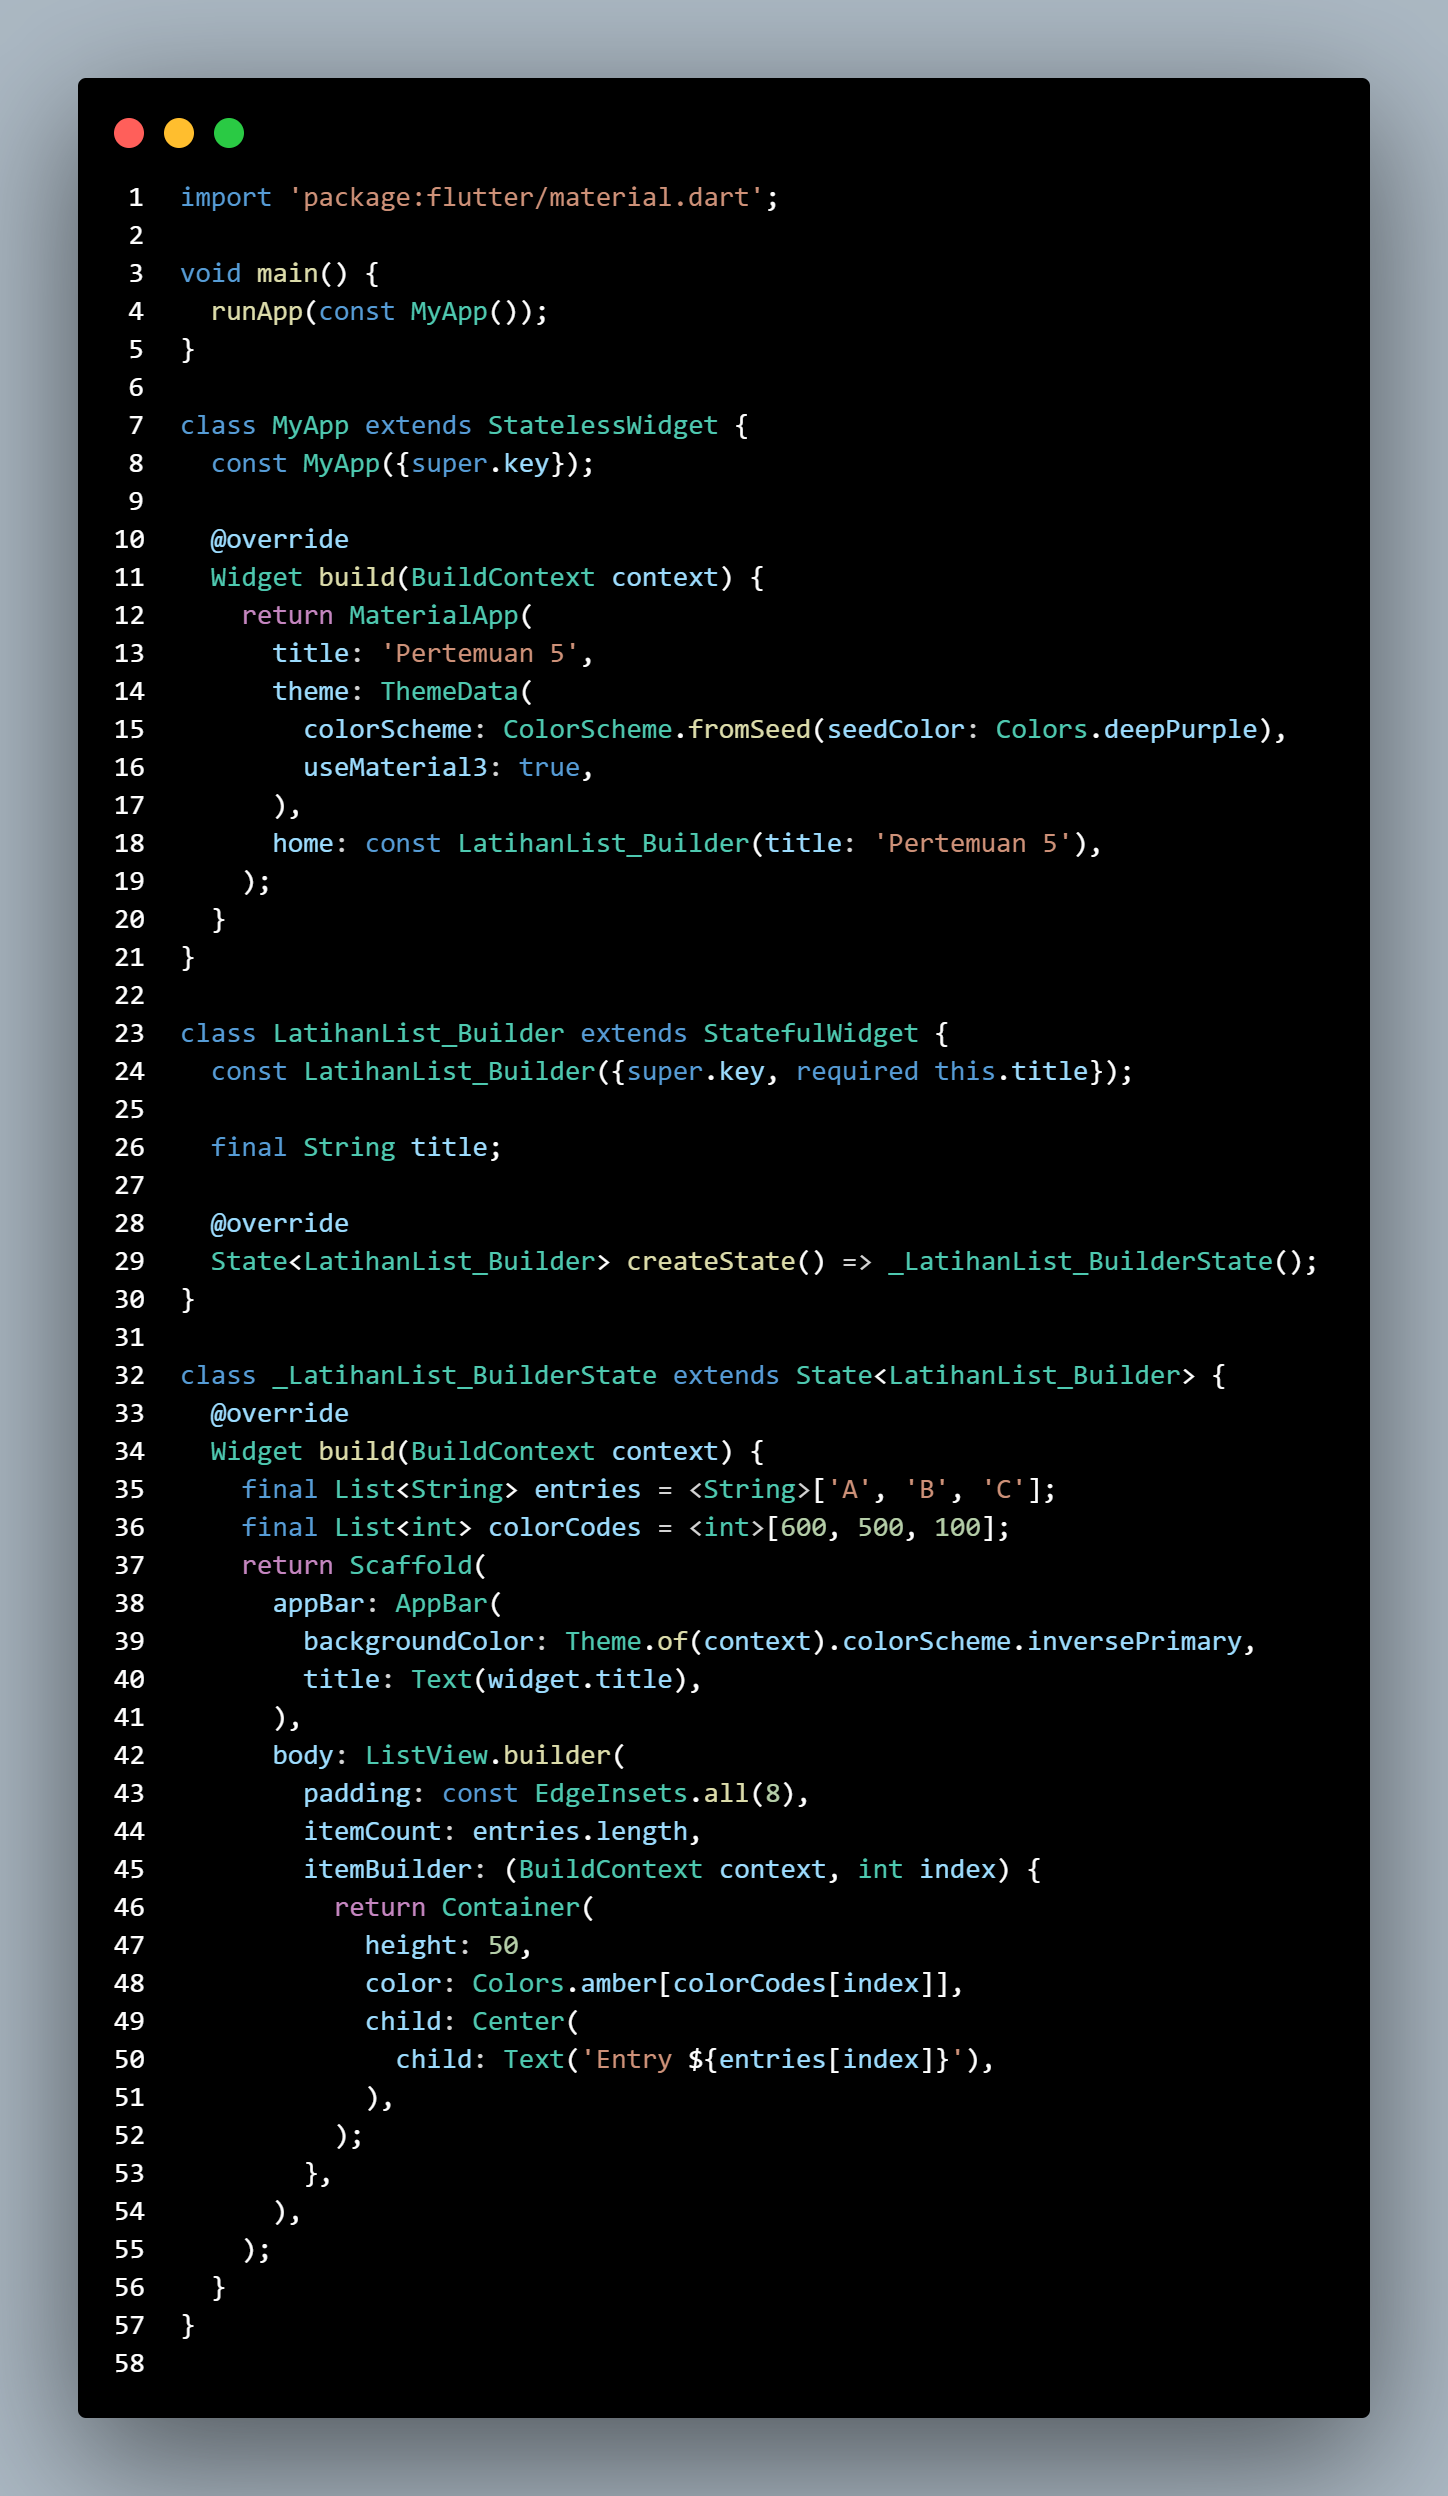 1 import 'package:flutter/material.dart';
2
3 void main() {
4   runApp(const MyApp());
5 }
6
7 class MyApp extends StatelessWidget {
8   const MyApp({super.key});
9
10   @override
11   Widget build(BuildContext context) {
12     return MaterialApp(
13       title: 'Pertemuan 5',
14       theme: ThemeData(
15         colorScheme: ColorScheme.fromSeed(seedColor: Colors.deepPurple),
16         useMaterial3: true,
17       ),
18       home: const LatihanList_Builder(title: 'Pertemuan 5'),
19     );
20   }
21 }
22
23 class LatihanList_Builder extends StatefulWidget {
24   const LatihanList_Builder({super.key, required this.title});
25
26   final String title;
27
28   @override
29   State<LatihanList_Builder> createState() => _LatihanList_BuilderState();
30 }
31
32 class _LatihanList_BuilderState extends State<LatihanList_Builder> {
33   @override
34   Widget build(BuildContext context) {
35     final List<String> entries = <String>['A', 'B', 'C'];
36     final List<int> colorCodes = <int>[600, 500, 100];
37     return Scaffold(
38       appBar: AppBar(
39         backgroundColor: Theme.of(context).colorScheme.inversePrimary,
40         title: Text(widget.title),
41       ),
42       body: ListView.builder(
43         padding: const EdgeInsets.all(8),
44         itemCount: entries.length,
45         itemBuilder: (BuildContext context, int index) {
46           return Container(
47             height: 50,
48             color: Colors.amber[colorCodes[index]],
49             child: Center(
50               child: Text('Entry ${entries[index]}'),
51             ),
52           );
53         },
54       ),
55     );
56   }
57 }
58